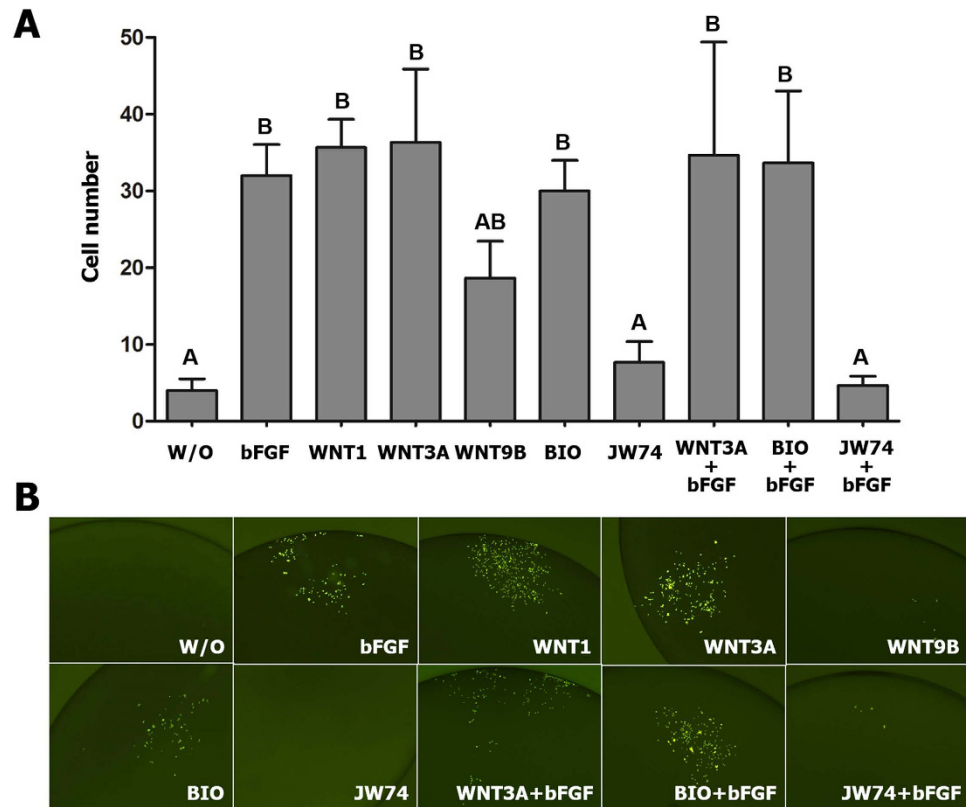 A
Cell number
50
40
30
20
10
0
A
B
B
B
AB
B
A
B
B
A
W/O
bFGF
WNT1
WNT3A
WNT9B
BIO
JW74
WNT3A
+
bFGF
BIO
+
bFGF
JW74
+
bFGF
B
W/O
bFGF
WNT1
WNT3A
WNT9B
BIO
JW74
WNT3A+bFGF
BIO+bFGF
JW74+bFGF